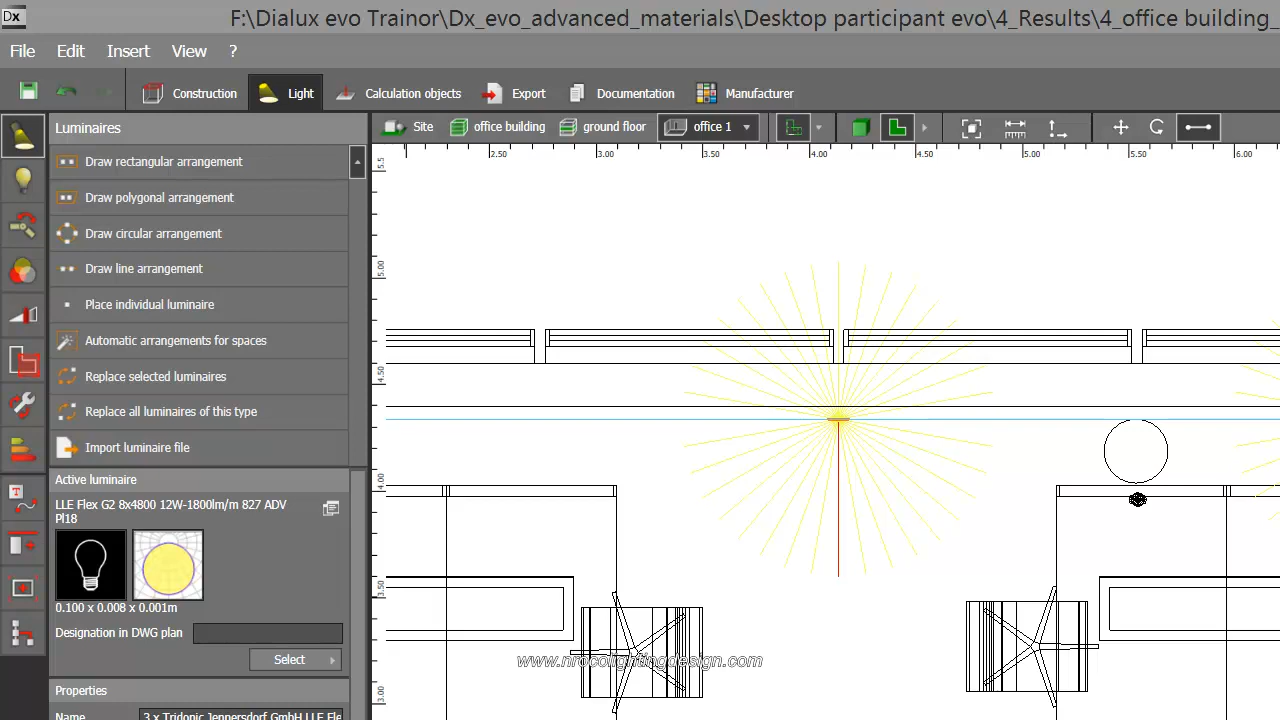 Dx
F:\Dialux evo Trainor\Dx_evo_advanced_materials\Desktop participant evo\4_Results\4_office building_
File Edit Insert View ?
Construction Light Calculation objects Export Documentation Manufacturer
Luminaires
Site office building ground floor office 1
Draw rectangular arrangement
Draw polygonal arrangement
Draw circular arrangement
Draw line arrangement
Place individual luminaire
Automatic arrangements for spaces
Replace selected luminaires
Replace all luminaires of this type
Import luminaire file
Active luminaire
LLE Flex G2 8x4800 12W-1800lm/m 827 ADV
PI18
0.100 x 0.008 x 0.001m
Designation in DWG plan
Select
Properties
Name 3 x Tridonic Jennersdorf GmbH LLE Fle
2.50 3.00 3.50 4.00 4.50 5.00 5.50 6.00
5.5
5.00
4.50
4.00
3.50
3.00
T
www.nrocolightingdesign.com